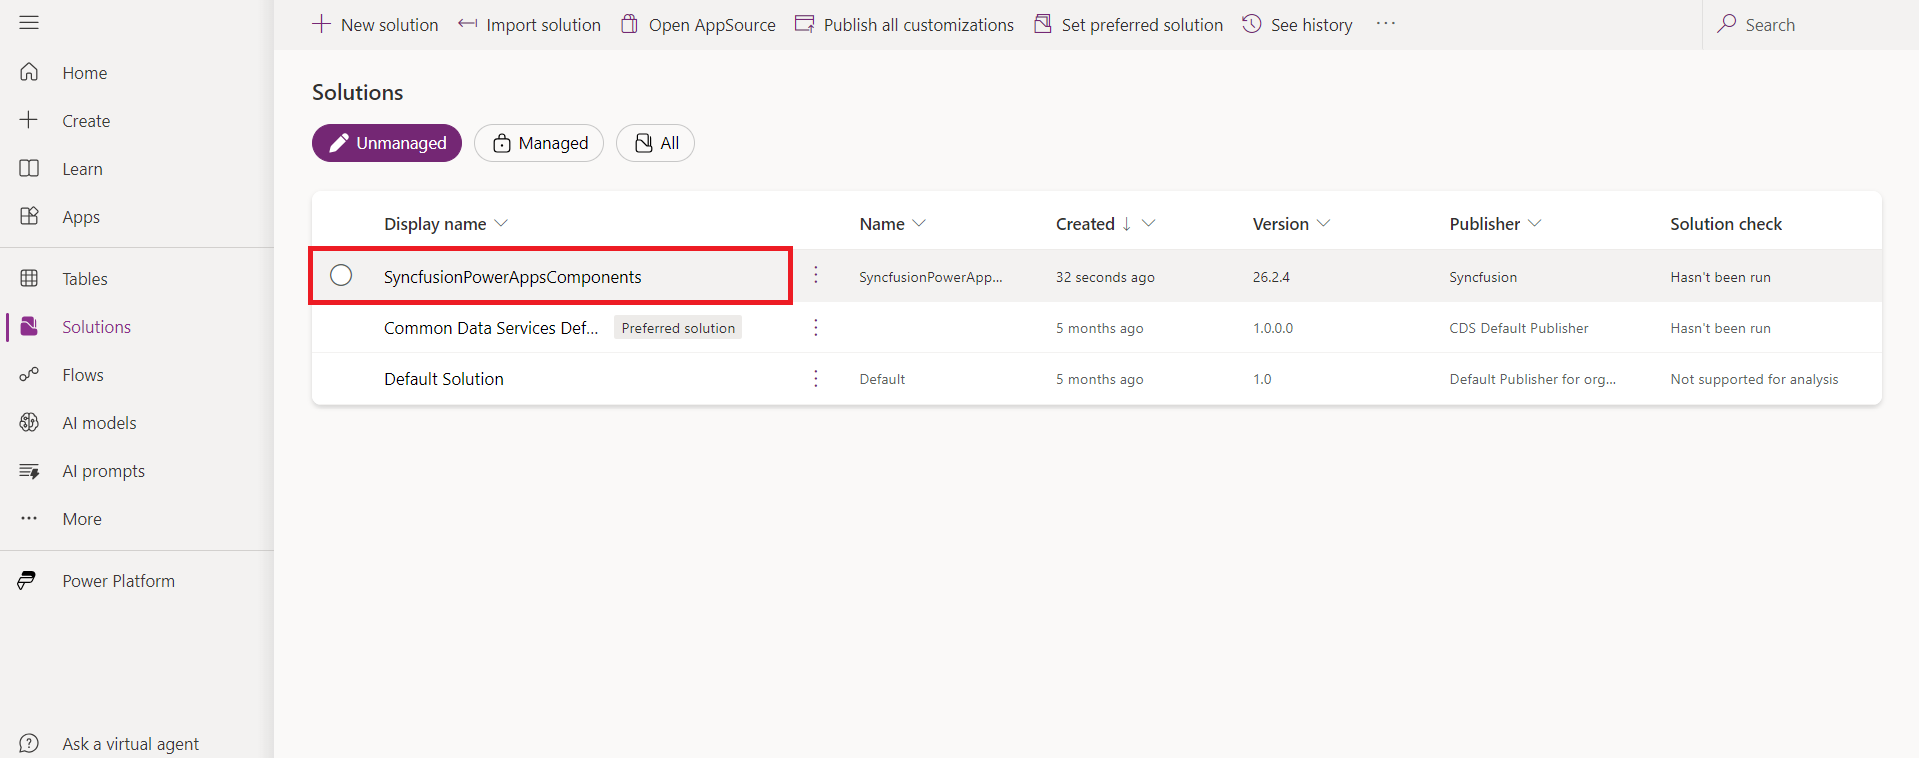 New solution Import solution Open AppSource Publish all customizations Set preferred solution See history Search
Home
Create
Learn
Apps
Tables
Solutions
Flows
AI models
AI prompts
More
Power Platform
Ask a virtual agent
Solutions
Unmanaged Managed All
Display name Name Created Version Publisher Solution check
SyncfusionPowerAppsComponents SyncfusionPowerApp... 32 seconds ago 26.2.4 Syncfusion Hasn't been run
Common Data Services Def... Preferred solution 5 months ago 1.0.0.0 CDS Default Publisher Hasn't been run
Default Solution Default 5 months ago 1.0 Default Publisher for org... Not supported for analysis